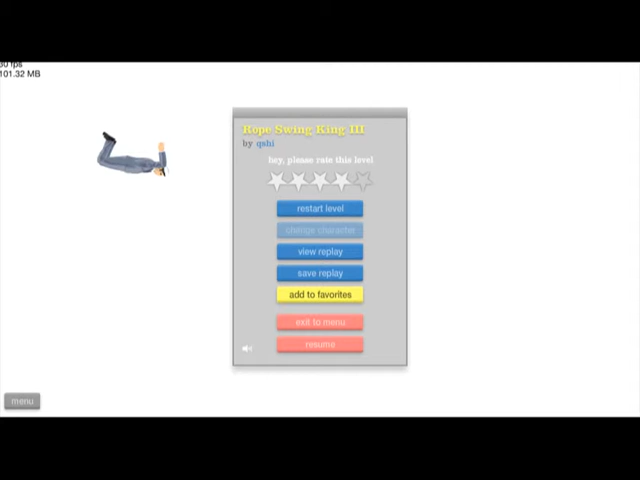 30 fps
101.32 MB
Rope Swing King III
by qshi
hey, please rate this level
restart level
change character
view replay
save replay
add to favorites
exit to menu
resume
menu